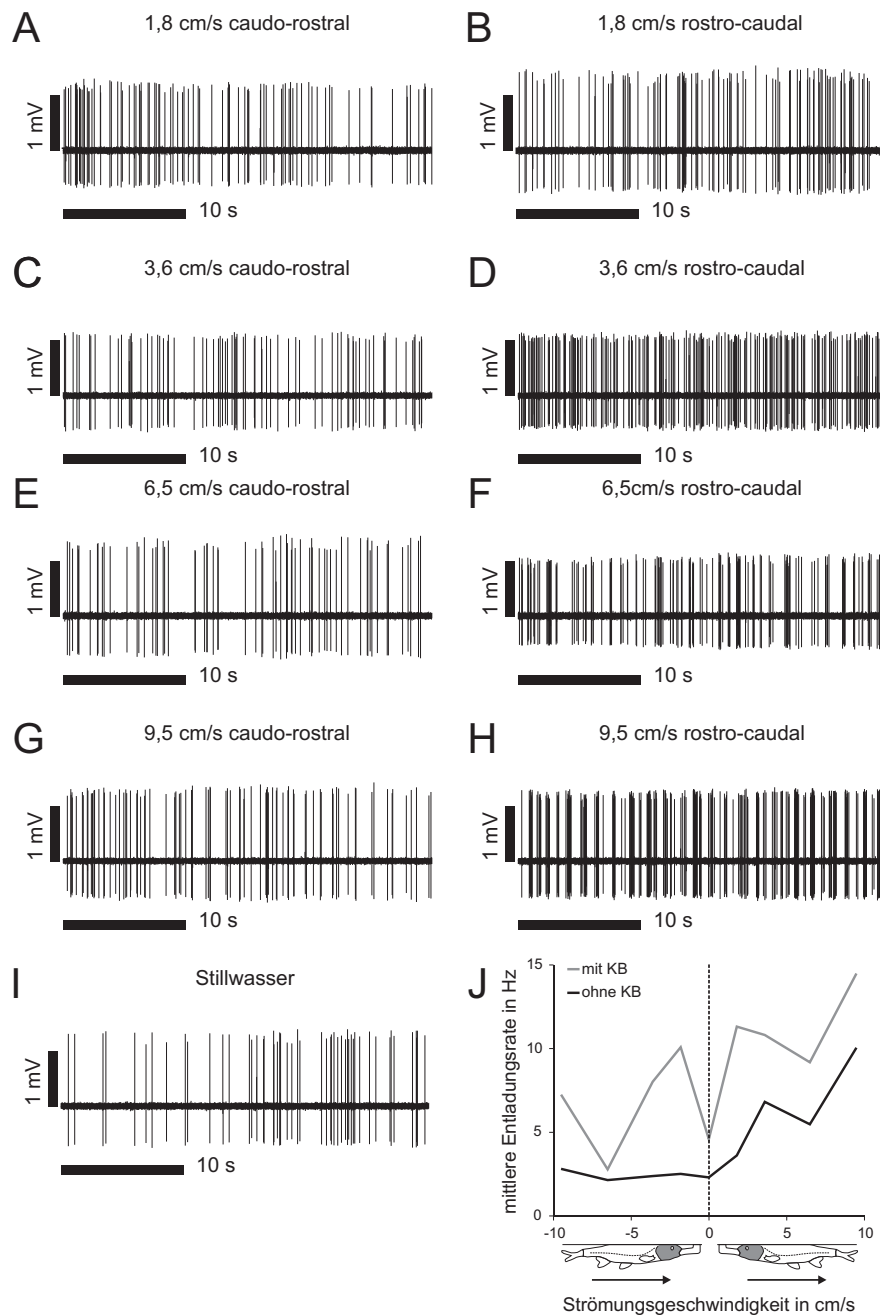 A
1,8 cm/s caudo-rostral
1 mV
10 s
B
1,8 cm/s rostro-caudal
1 mV
10 s
C
3,6 cm/s caudo-rostral
1 mV
10 s
D
3,6 cm/s rostro-caudal
1 mV
10 s
E
6,5 cm/s caudo-rostral
1 mV
10 s
F
6,5cm/s rostro-caudal
1 mV
10 s
G
9,5 cm/s caudo-rostral
1 mV
10 s
H
9,5 cm/s rostro-caudal
1 mV
10 s
I
Stillwasser
1 mV
10 s
J
mit KB
ohne KB
mittlere Entladungsrate in Hz
15
10
5
0
-10 -5 0 5 10
Strömungsgeschwindigkeit in cm/s